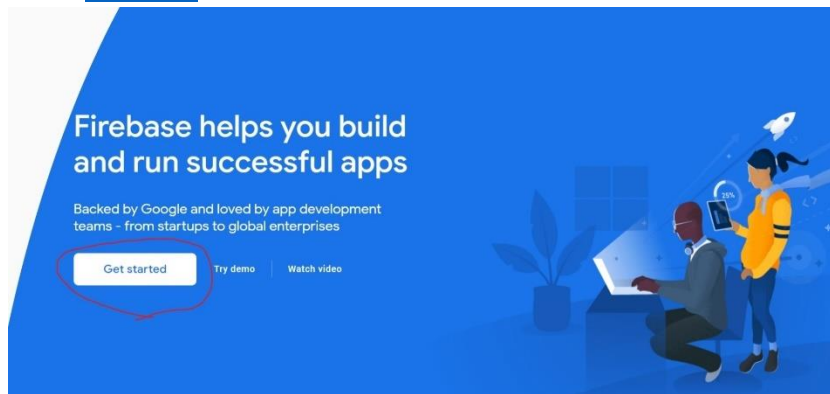 Firebase helps you build
and run successful apps
Backed by Google and loved by app development
teams - from startups to global enterprises
Get started
Try demo
Watch video
25%